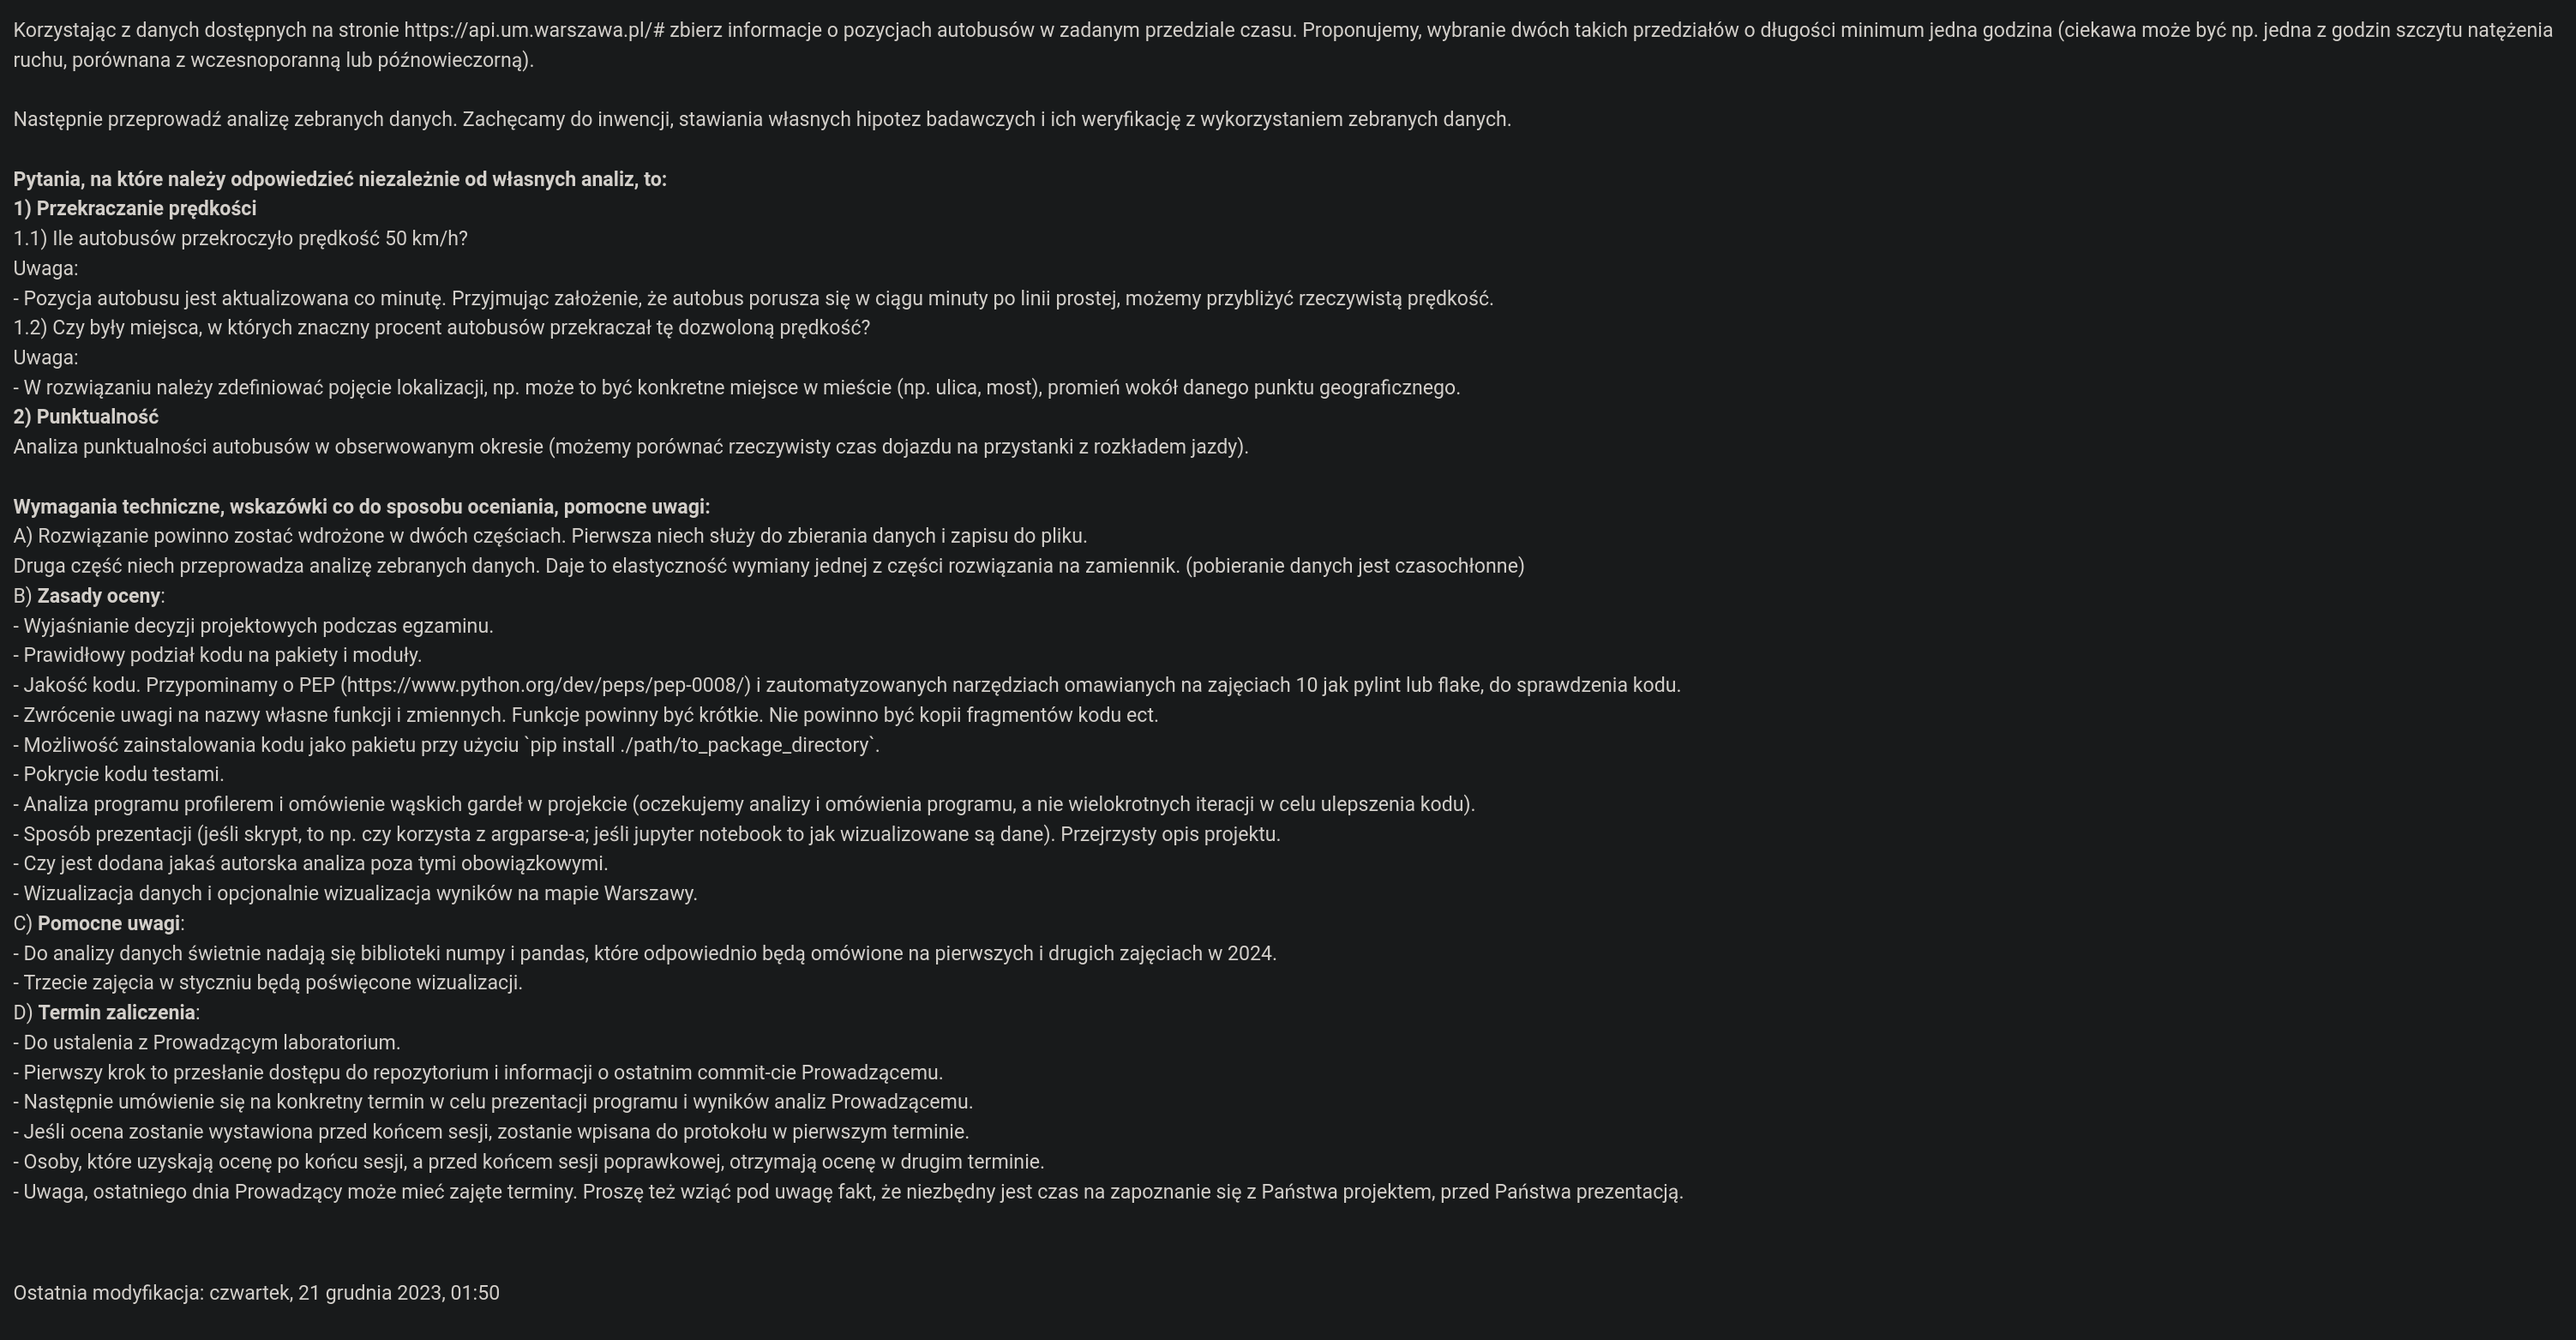 Korzystając z danych dostępnych na stronie https://api.um.warszawa.pl/# zbierz informacje o pozycjach autobusów w zadanym przedziale czasu. Proponujemy, wybranie dwóch takich przedziałów o długości minimum jedna godzina (ciekawa może być np. jedna z godzin szczytu natężenia
ruchu, porównana z wczesnoporanną lub późnowieczorną).
Następnie przeprowadź analizę zebranych danych. Zachęcamy do inwencji, stawiania własnych hipotez badawczych i ich weryfikację z wykorzystaniem zebranych danych.
Pytania, na które należy odpowiedzieć niezależnie od własnych analiz, to:
1) Przekraczanie prędkości
1.1) Ile autobusów przekroczyło prędkość 50 km/h?
Uwaga:
- Pozycja autobusu jest aktualizowana co minutę. Przyjmując założenie, że autobus porusza się w ciągu minuty po linii prostej, możemy przybliżyć rzeczywistą prędkość.
1.2) Czy były miejsca, w których znaczny procent autobusów przekraczał tę dozwoloną prędkość?
Uwaga:
- W rozwiązaniu należy zdefiniować pojęcie lokalizacji, np. może to być konkretne miejsce w mieście (np. ulica, most), promień wokół danego punktu geograficznego.
2) Punktualność
Analiza punktualności autobusów w obserwowanym okresie (możemy porównać rzeczywisty czas dojazdu na przystanki z rozkładem jazdy).
Wymagania techniczne, wskazówki co do sposobu oceniania, pomocne uwagi:
A) Rozwiązanie powinno zostać wdrożone w dwóch częściach. Pierwsza niech służy do zbierania danych i zapisu do pliku.
Druga część niech przeprowadza analizę zebranych danych. Daje to elastyczność wymiany jednej z części rozwiązania na zamiennik. (pobieranie danych jest czasochłonne)
B) Zasady oceny:
- Wyjaśnianie decyzji projektowych podczas egzaminu.
- Prawidłowy podział kodu na pakiety i moduły.
- Jakość kodu. Przypominamy o PEP (https://www.python.org/dev/peps/pep-0008/) i zautomatyzowanych narzędziach omawianych na zajęciach 10 jak pylint lub flake, do sprawdzenia kodu.
- Zwrócenie uwagi na nazwy własne funkcji i zmiennych. Funkcje powinny być krótkie. Nie powinno być kopii fragmentów kodu ect.
- Możliwość zainstalowania kodu jako pakietu przy użyciu `pip install ./path/to_package_directory`.
- Pokrycie kodu testami.
- Analiza programu profilerem i omówienie wąskich gardeł w projekcie (oczekujemy analizy i omówienia programu, a nie wielokrotnych iteracji w celu ulepszenia kodu).
- Sposób prezentacji (jeśli skrypt, to np. czy korzysta z argparse-a; jeśli jupyter notebook to jak wizualizowane są dane). Przejrzysty opis projektu.
- Czy jest dodana jakaś autorska analiza poza tymi obowiązkowymi.
- Wizualizacja danych i opcjonalnie wizualizacja wyników na mapie Warszawy.
C) Pomocne uwagi:
- Do analizy danych świetnie nadają się biblioteki numpy i pandas, które odpowiednio będą omówione na pierwszych i drugich zajęciach w 2024.
- Trzecie zajęcia w styczniu będą poświęcone wizualizacji.
D) Termin zaliczenia:
- Do ustalenia z Prowadzącym laboratorium.
- Pierwszy krok to przesłanie dostępu do repozytorium i informacji o ostatnim commit-cie Prowadzącemu.
- Następnie umówienie się na konkretny termin w celu prezentacji programu i wyników analiz Prowadzącemu.
- Jeśli ocena zostanie wystawiona przed końcem sesji, zostanie wpisana do protokołu w pierwszym terminie.
- Osoby, które uzyskają ocenę po końcu sesji, a przed końcem sesji poprawkowej, otrzymają ocenę w drugim terminie.
- Uwaga, ostatniego dnia Prowadzący może mieć zajęte terminy. Proszę też wziąć pod uwagę fakt, że niezbędny jest czas na zapoznanie się z Państwa projektem, przed Państwa prezentacją.
Ostatnia modyfikacja: czwartek, 21 grudnia 2023, 01:50